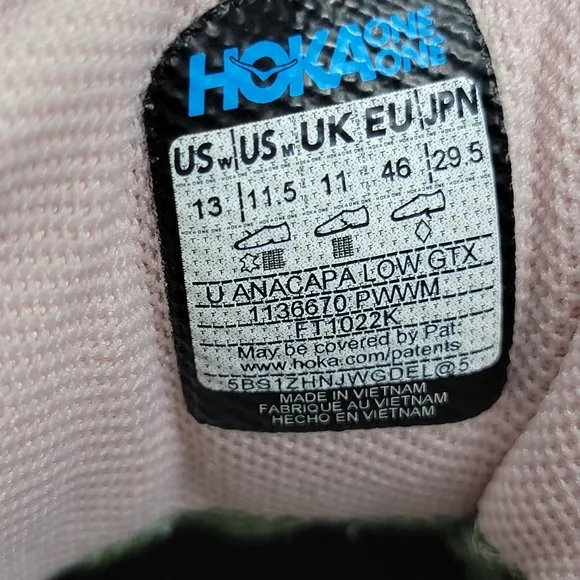 HOKA ONE ONE
US W US M UK EU JPN
13 11.5 11 46 29.5
U ANACAPA LOW GTX
1136670 PWWM
FT1022K
May be covered by Pat:
www.hoka.com/patents
5B91ZHNJWGDEL@5
MADE IN VIETNAM
FABRIQUE AU VIETNAM
HECHO EN VIETNAM